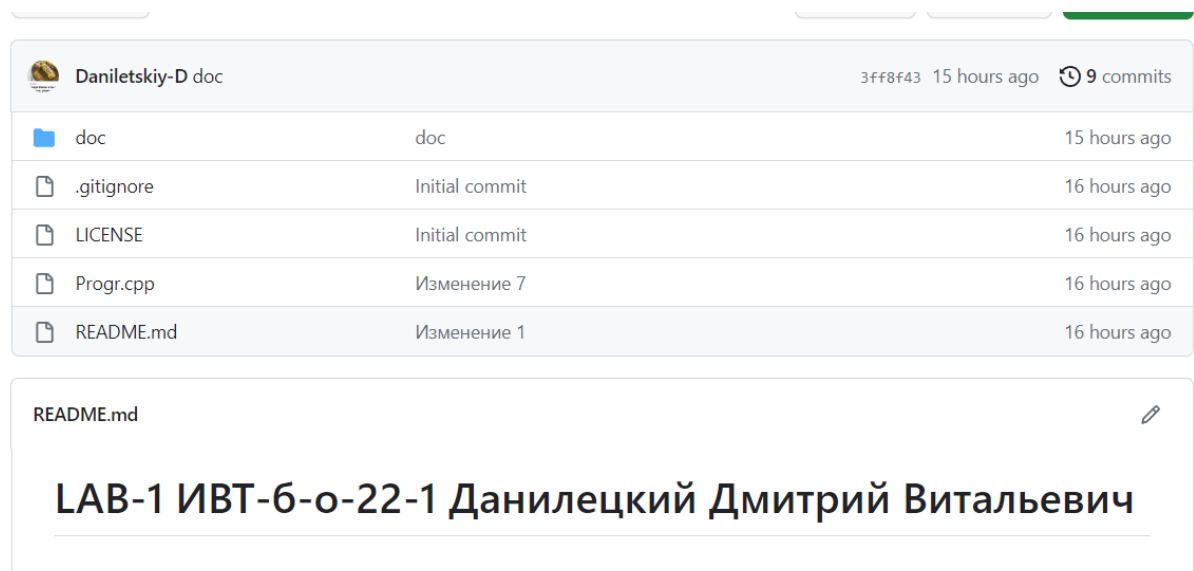 Daniletskiy-D doc 3ff8f43 15 hours ago 9 commits
doc doc 15 hours ago
.gitignore Initial commit 16 hours ago
LICENSE Initial commit 16 hours ago
Progr.cpp Изменение 7 16 hours ago
README.md Изменение 1 16 hours ago
README.md
LAB-1 ИВТ-б-о-22-1 Данилецкий Дмитрий Витальевич